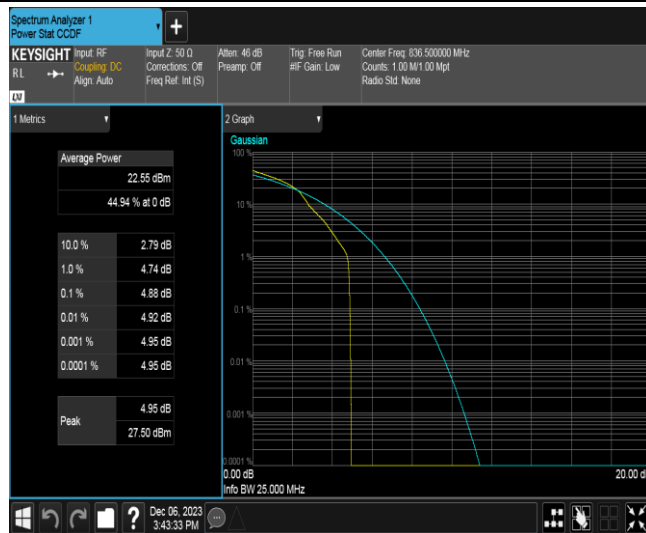 Spectrum Analyzer 1
Power Stat CCDF
+
KEYSIGHT
RL
LXI
Input: RF
Coupling: DC
Align: Auto
Input Z: 50 Ω
Corrections: Off
Freq Ref: Int (S)
Atten: 46 dB
Preamp: Off
Trig: Free Run
#IF Gain: Low
Center Freq: 836.500000 MHz
Counts: 1.00 M/1.00 Mpt
Radio Std: None
1 Metrics
Average Power
22.55 dBm
44.94 % at 0 dB
10.0 % 2.79 dB
1.0 % 4.74 dB
0.1 % 4.88 dB
0.01 % 4.92 dB
0.001 % 4.95 dB
0.0001 % 4.95 dB
Peak
4.95 dB
27.50 dBm
2 Graph
Gaussian
100 %
10 %
1 %
0.1 %
0.01 %
0.001 %
0.0001 %
0.00 dB
20.00 d
Info BW 25.000 MHz
?
Dec 06, 2023
3:43:33 PM